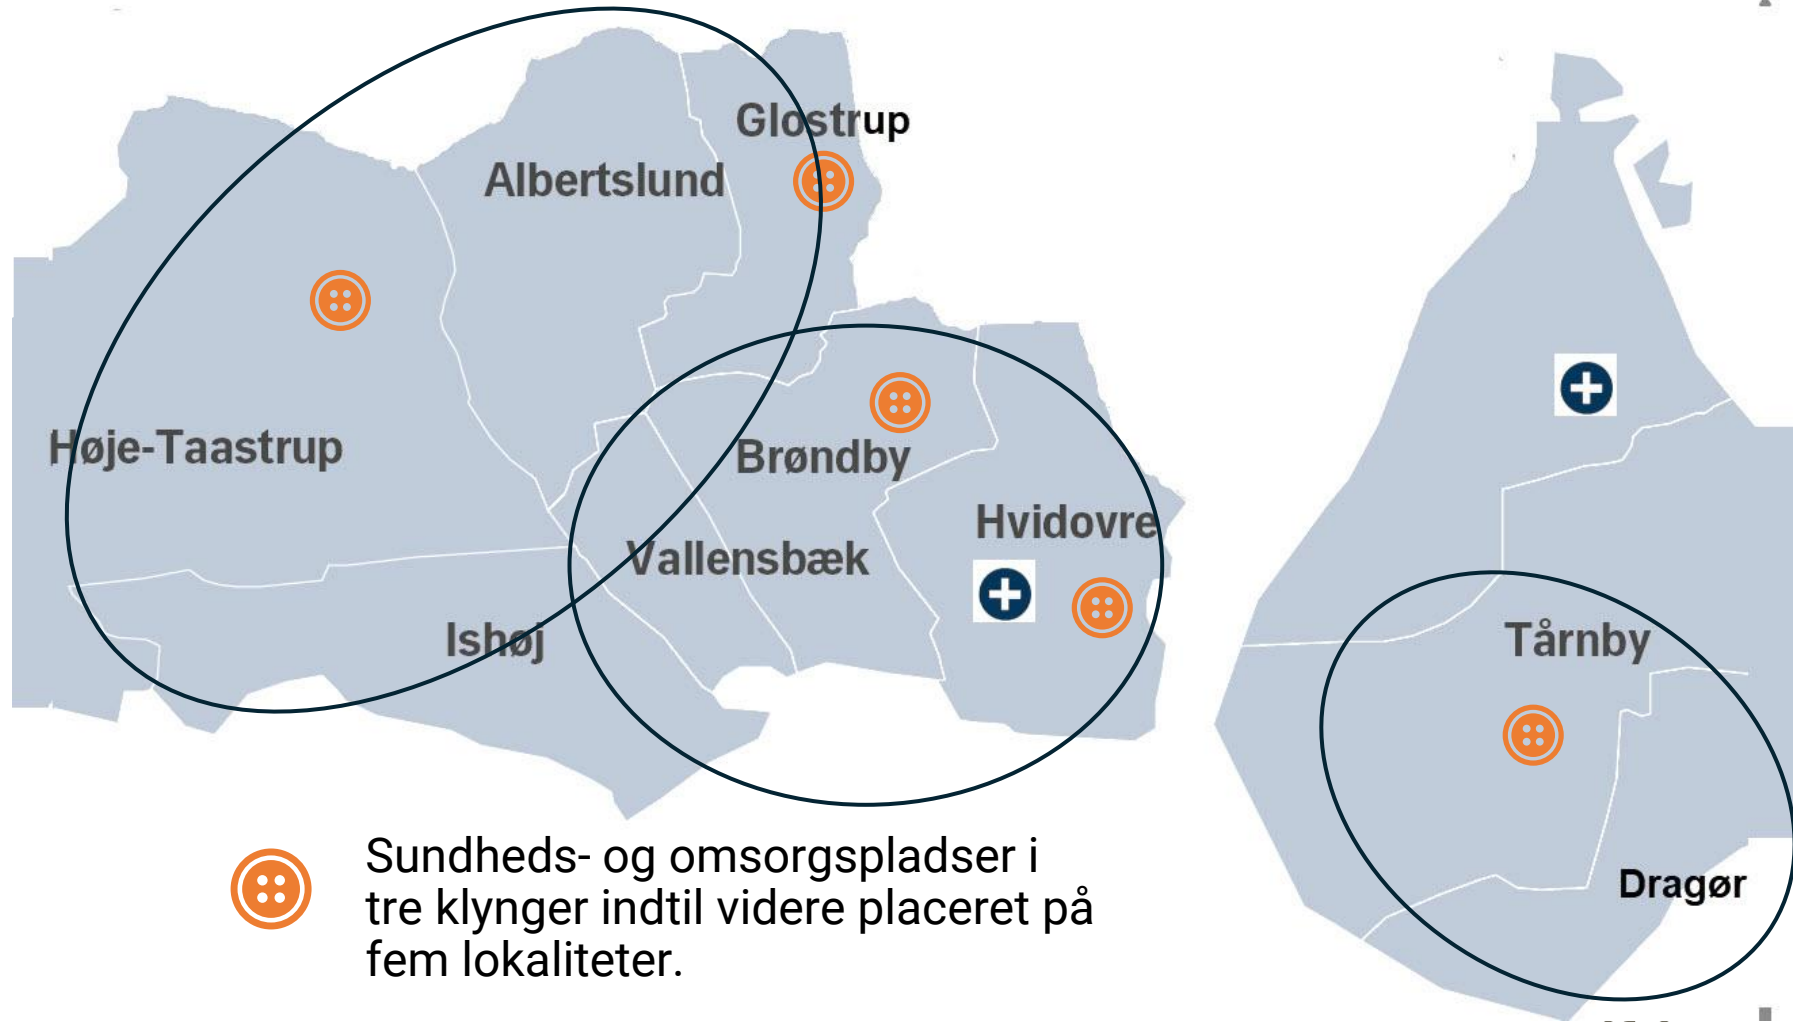 Glostrup
Albertslund
Høje-Taastrup
Brøndby
Hvidovre
Vallensbæk
Ishøj
Tårnby
Dragør
Sundheds- og omsorgspladser i
tre klynger indtil videre placeret på
fem lokaliteter.